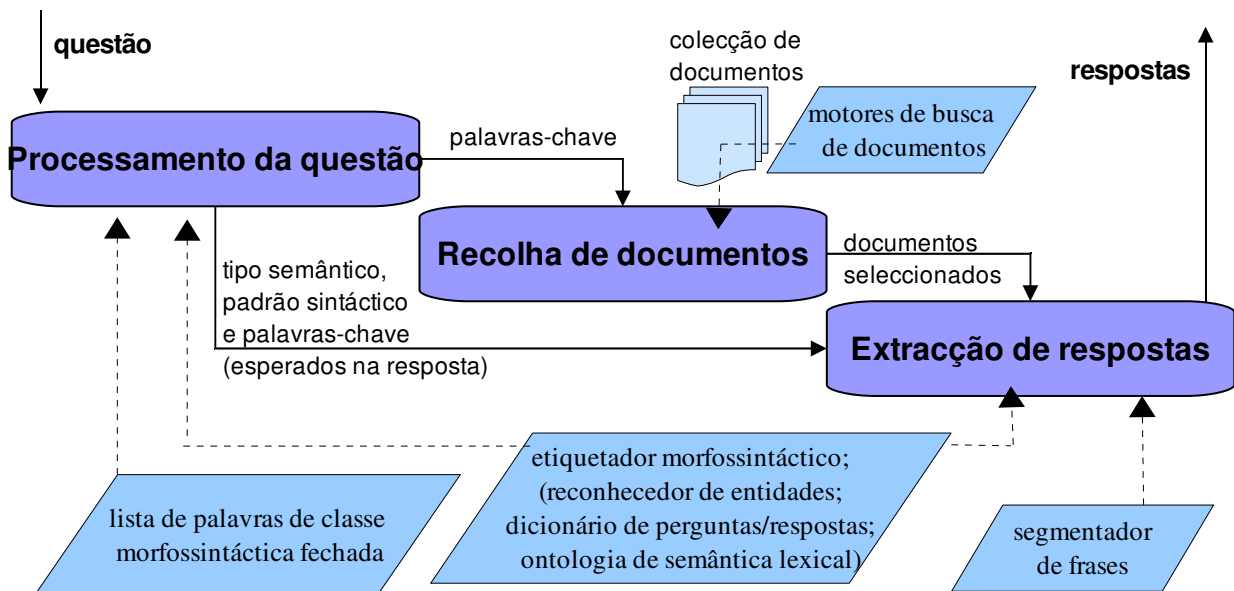 questão
colecção de
documentos
respostas
motores de busca
de documentos
Processamento da questão
palavras-chave
Recolha de documentos
documentos
seleccionados
tipo semântico,
padrão sintáctico
e palavras-chave
(esperados na resposta)
Extracção de respostas
lista de palavras de classe
morfossintáctica fechada
etiquetador morfossintáctico;
(reconhecedor de entidades;
dicionário de perguntas/respostas;
ontologia de semântica lexical)
segmentador
de frases